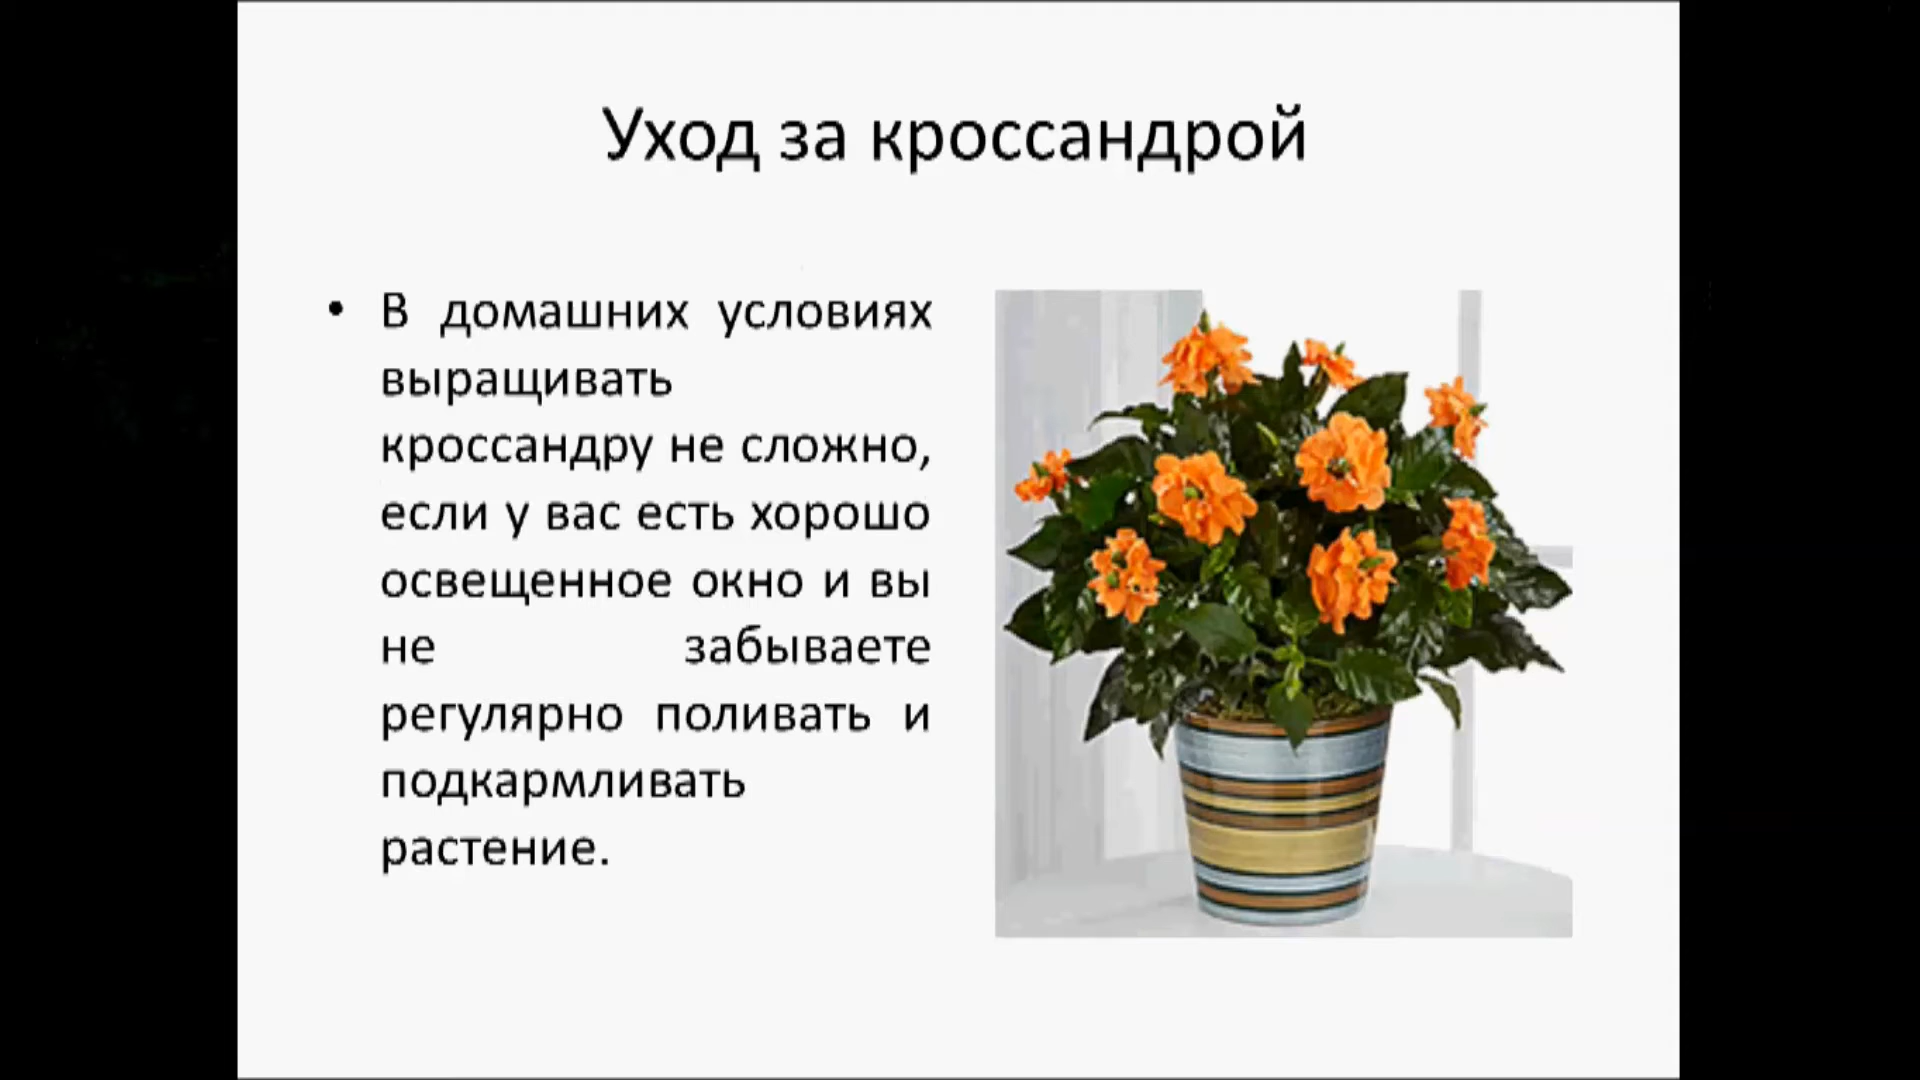 Уход за кроссандрой
• В домашних условиях
выращивать
кроссандру не сложно,
если у вас есть хорошо
освещенное окно и вы
не забываете
регулярно поливать и
подкармливать
растение.